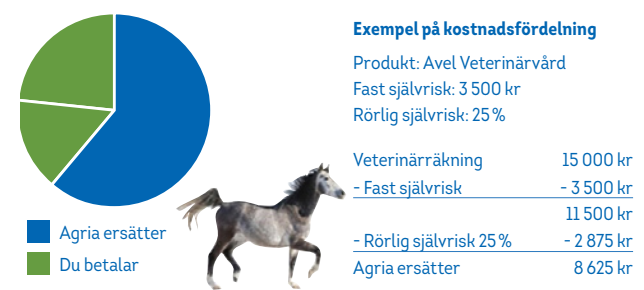 Exempel på kostnadsfördelning
Produkt: Avel Veterinärvård
Fast självrisk: 3 500 kr
Rörlig självrisk: 25 %
Veterinärräkning 15 000 kr
- Fast självrisk - 3 500 kr
11 500 kr
- Rörlig självrisk 25 % - 2 875 kr
Agria ersätter 8 625 kr
Agria ersätter
Du betalar